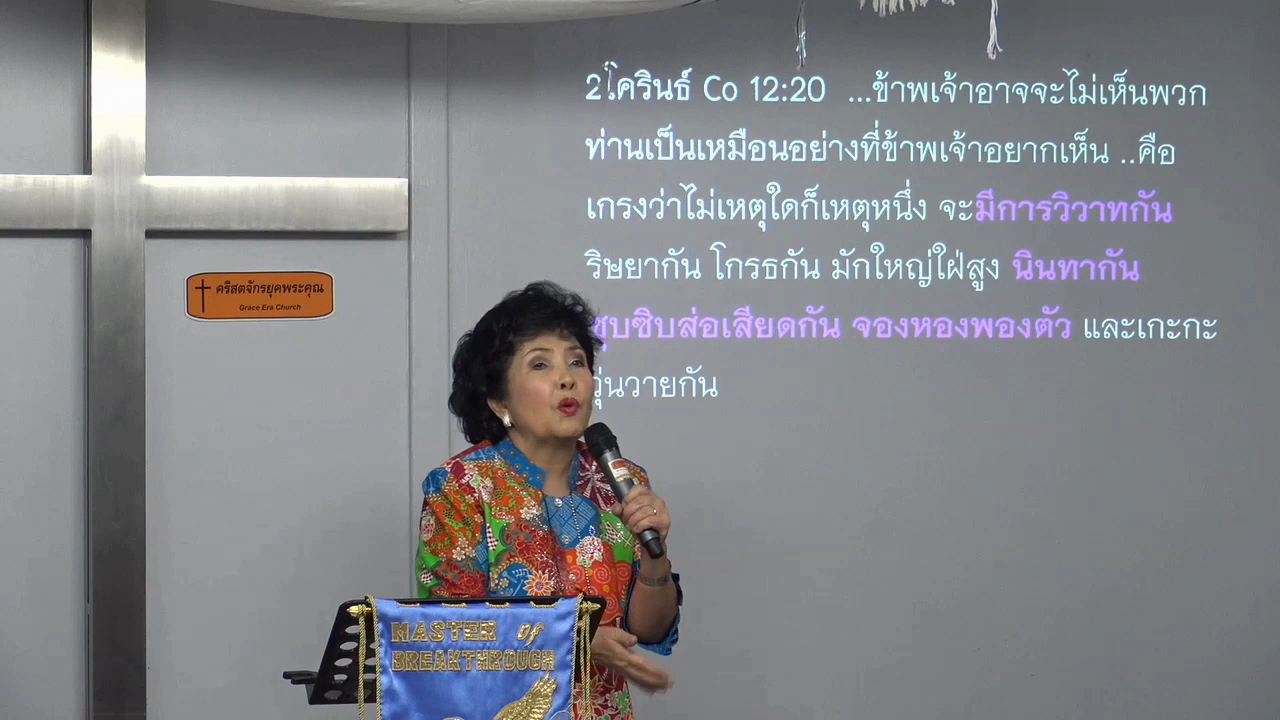 2โครินธ์ Co 12:20 ...ข้าพเจ้าอาจจะไม่เห็นพวก
ท่านเป็นเหมือนอย่างที่ข้าพเจ้าอยากเห็น ..คือ
เกรงว่าไม่เหตุใดก็เหตุหนึ่ง จะมีการวิวาทกัน
ริษยากัน โกรธกัน มักใหญ่ใฝ่สูง นินทากัน
ซุบซิบส่อเสียดกัน จองหองพองตัว และเกะกะ
วุ่นวายกัน
คริสตจักรยุคพระคุณ
Grace Era Church
MASTER of
BREAKTHROUGH